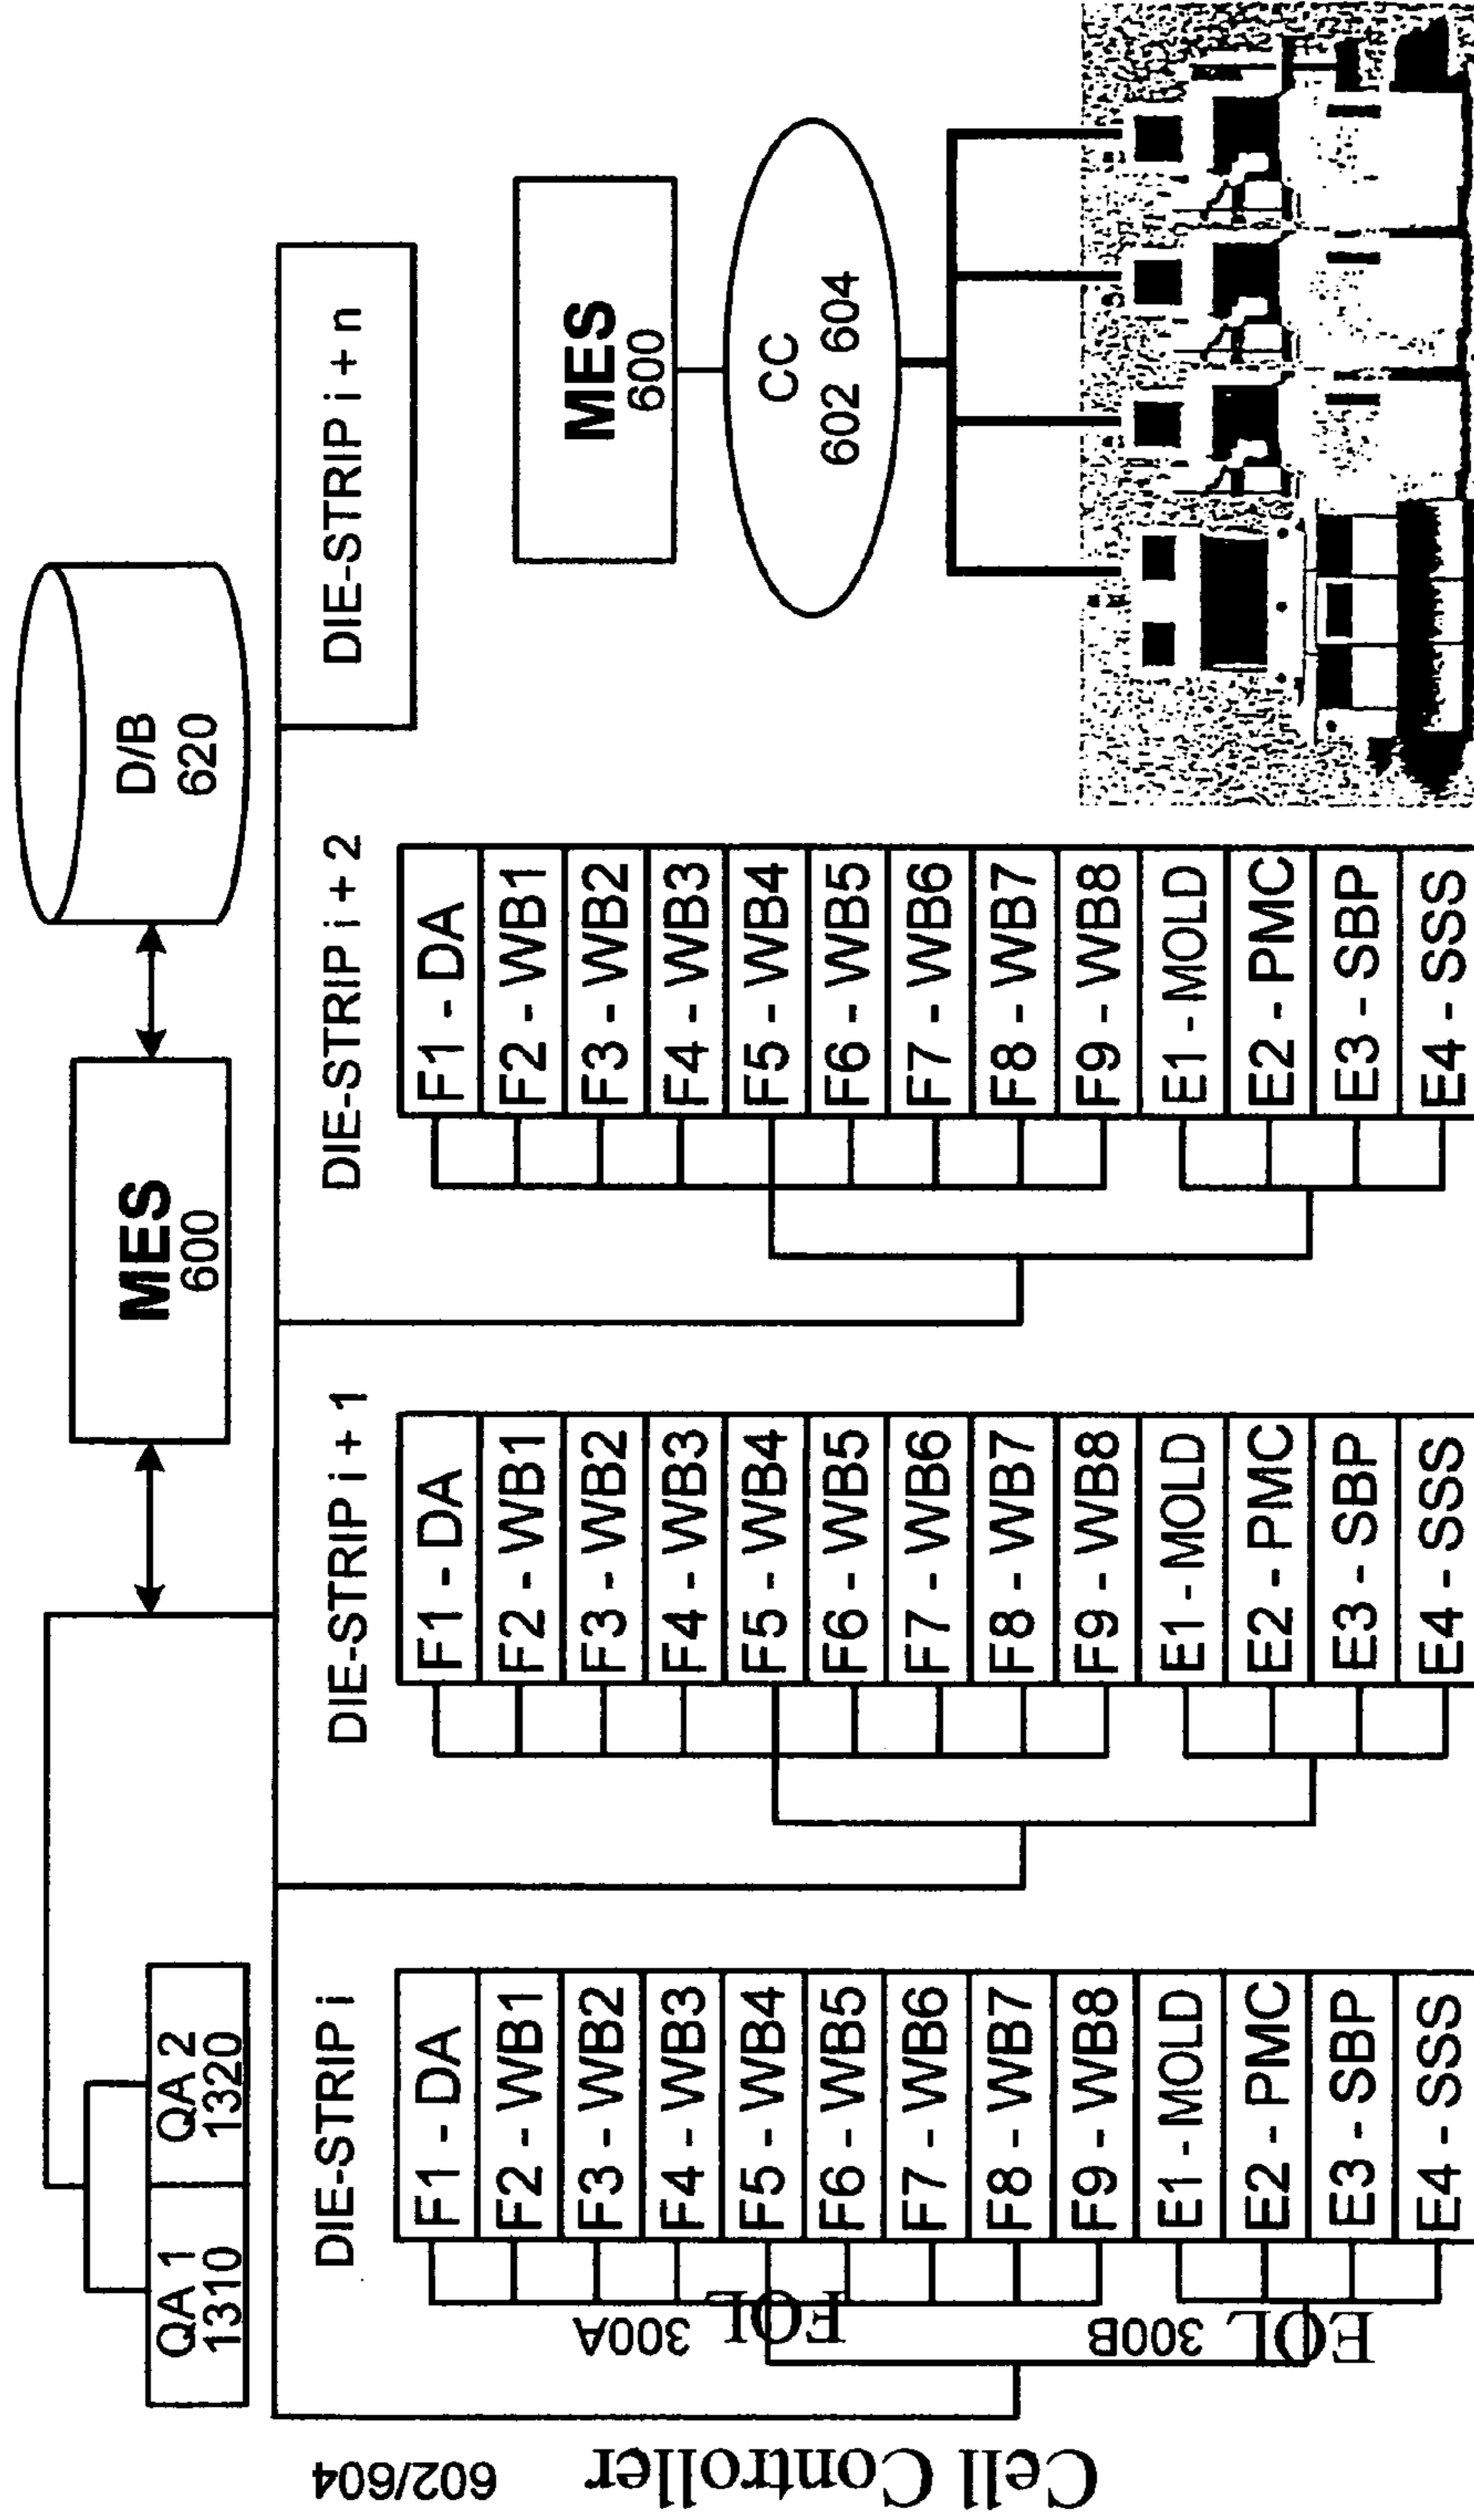 QA 1
1310
QA 2
1320
MES
600
D/B
620
DIE-STRIP i
F1 - DA
F2 - WB1
F3 - WB2
F4 - WB3
F5 - WB4
F6 - WB5
F7 - WB6
F8 - WB7
F9 - WB8
E1 - MOLD
E2 - PMC
E3 - SBP
E4 - SSS
DIE-STRIP i + 1
F1 - DA
F2 - WB1
F3 - WB2
F4 - WB3
F5 - WB4
F6 - WB5
F7 - WB6
F8 - WB7
F9 - WB8
E1 - MOLD
E2 - PMC
E3 - SBP
E4 - SSS
DIE-STRIP i + 2
F1 - DA
F2 - WB1
F3 - WB2
F4 - WB3
F5 - WB4
F6 - WB5
F7 - WB6
F8 - WB7
F9 - WB8
E1 - MOLD
E2 - PMC
E3 - SBP
E4 - SSS
DIE-STRIP i + n
MES
600
CC
602 604
Cell Controller
602/604
FOL 300A
EOL 300B